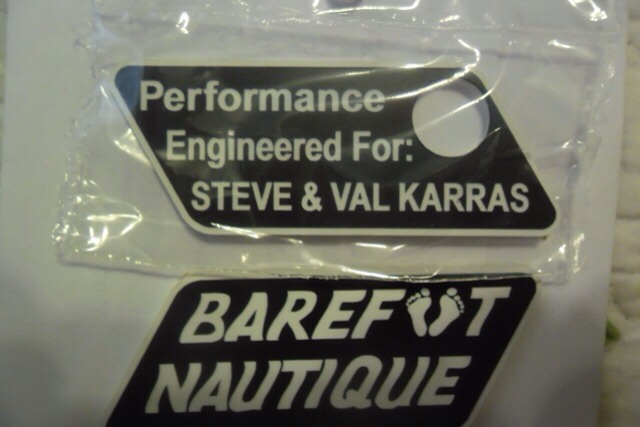 Performance
Engineered For:
STEVE & VAL KARRAS
BAREFOOT
NAUTIQUE